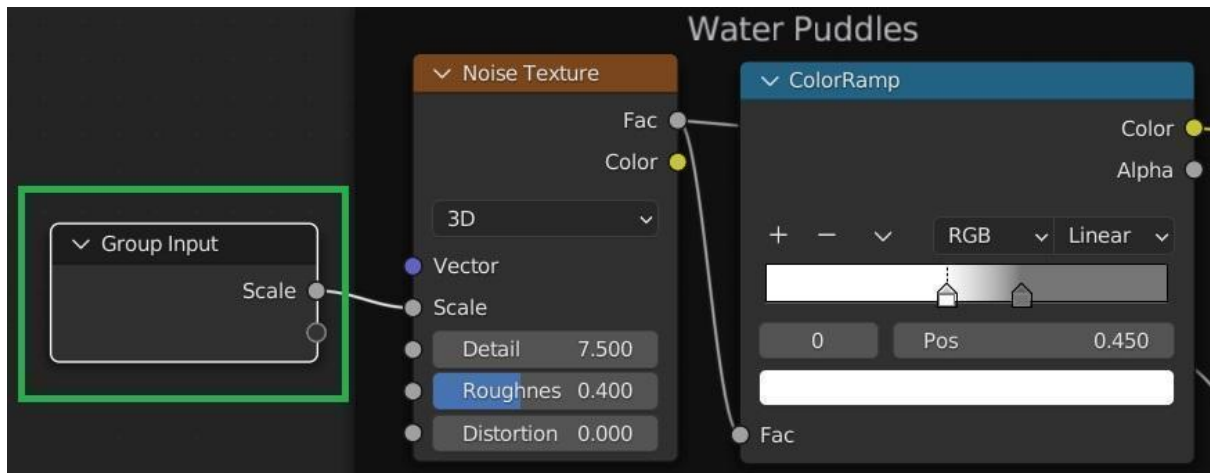 Water Puddles
Group Input
Scale
Noise Texture
Fac
Color
3D
Vector
Scale
Detail 7.500
Roughnes 0.400
Distortion 0.000
ColorRamp
Color
Alpha
+ − RGB Linear
0 Pos 0.450
Fac